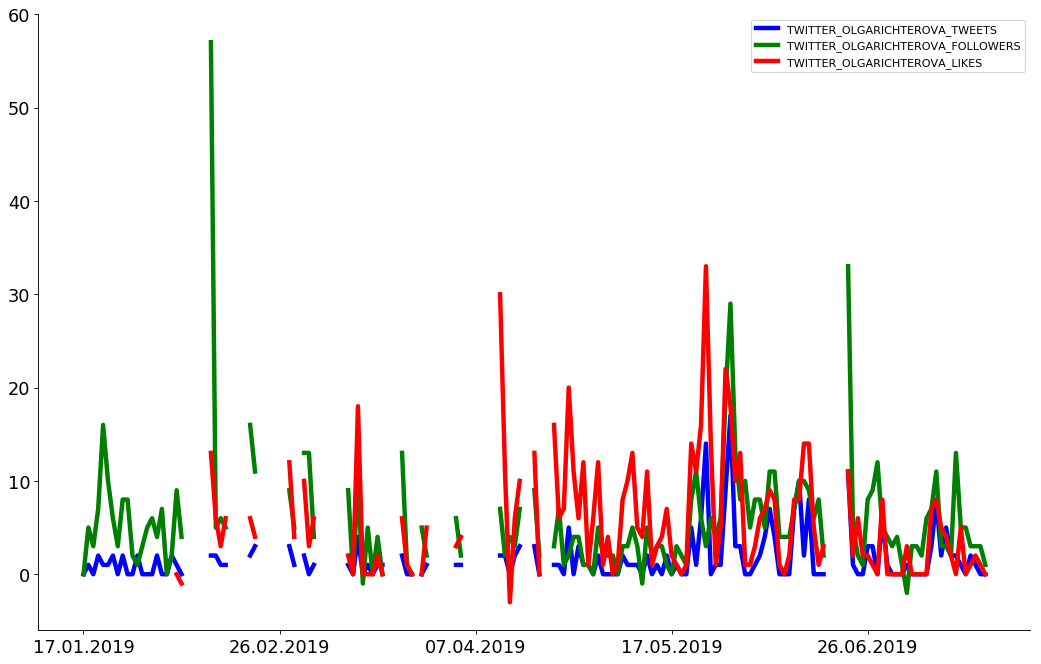 60
50
40
30
20
10
0
TWITTER_OLGARICHTEROVA_TWEETS
TWITTER_OLGARICHTEROVA_FOLLOWERS
TWITTER_OLGARICHTEROVA_LIKES
17.01.2019 26.02.2019 07.04.2019 17.05.2019 26.06.2019